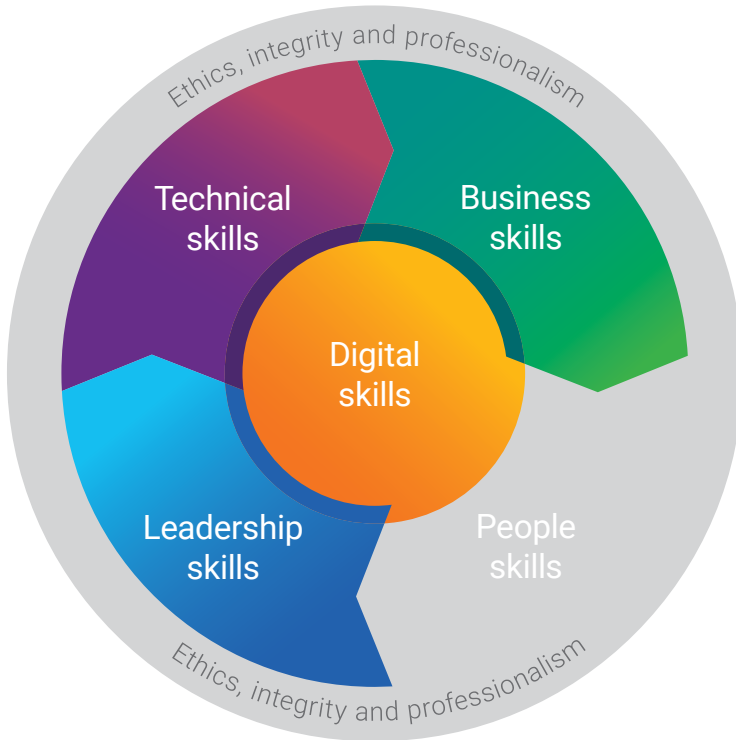 Ethics, integrity and professionalism
Technical
skills
Business
skills
Digital
skills
Leadership
skills
People
skills
Ethics, integrity and professionalism